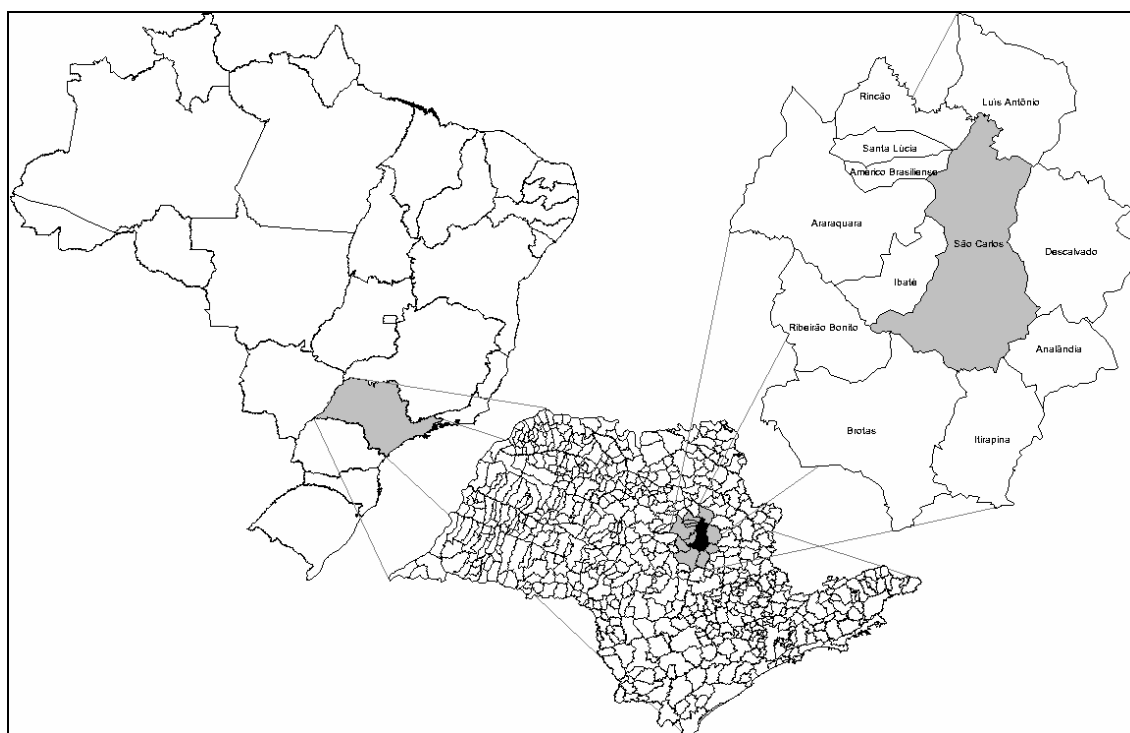 Rincão
Luís Antônio
Santa Lúcia
Américo Brasiliense
Araraquara
São Carlos
Descalvado
Ibaté
Ribeirão Bonito
Analândia
Brotas
Itirapina